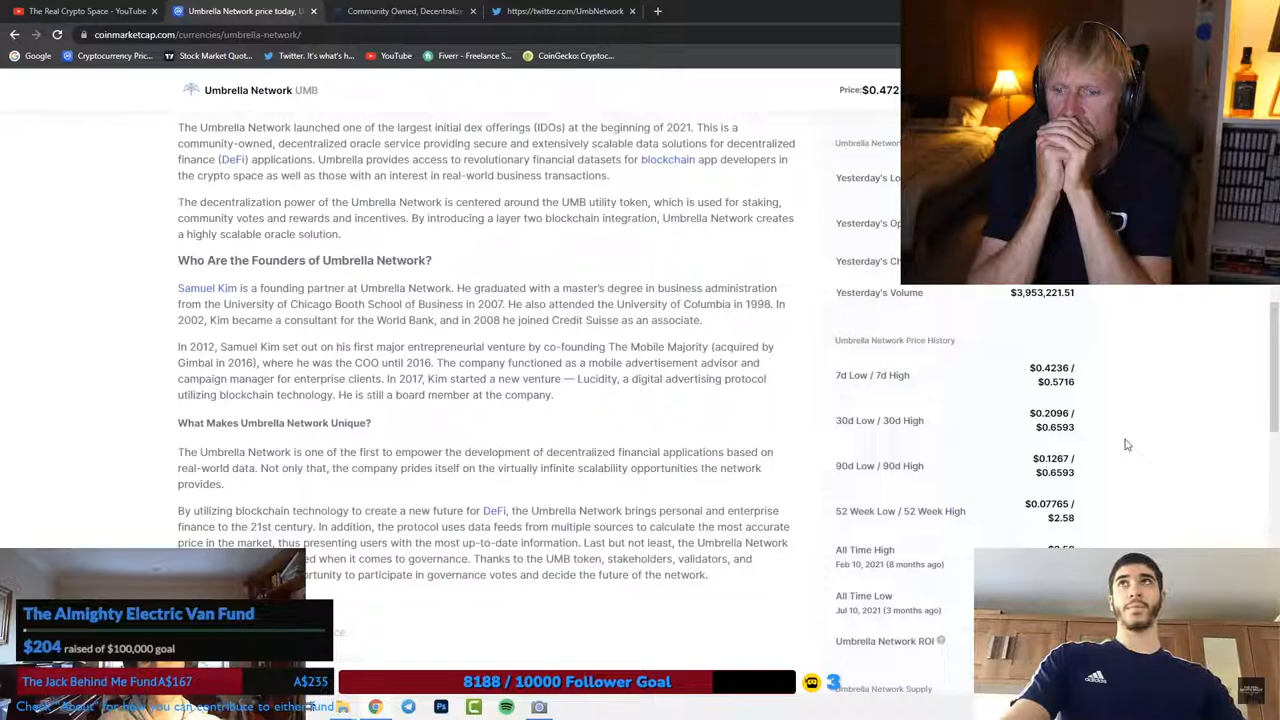 The Real Crypto Space - YouTube
Umbrella Network price today, U
Community Owned, Decentraliz
https://twitter.com/UmbNetwork
coinmarketcap.com/currencies/umbrella-network/
Google
Cryptocurrency Pric...
YouTube
Stock Market Quot...
Twitter. It's what's h...
Fiverr - Freelance S...
CoinGecko: Cryptoc...
Umbrella Network UMB
Price:$0.472
The Umbrella Network launched one of the largest initial dex offerings (IDOs) at the beginning of 2021. This is a
community-owned, decentralized oracle service providing secure and extensively scalable data solutions for decentralized
finance (DeFi) applications. Umbrella provides access to revolutionary financial datasets for blockchain app developers in
the crypto space as well as those with an interest in real-world business transactions.
The decentralization power of the Umbrella Network is centered around the UMB utility token, which is used for staking,
community votes and rewards and incentives. By introducing a layer two blockchain integration, Umbrella Network creates
a highly scalable oracle solution.
Who Are the Founders of Umbrella Network?
Samuel Kim is a founding partner at Umbrella Network. He graduated with a master's degree in business administration
from the University of Chicago Booth School of Business in 2007. He also attended the University of Columbia in 1998. In
2002, Kim became a consultant for the World Bank, and in 2008 he joined Credit Suisse as an associate.
In 2012, Samuel Kim set out on his first major entrepreneurial venture by co-founding The Mobile Majority (acquired by
Gimbal in 2016), where he was the COO until 2016. The company functioned as a mobile advertisement advisor and
campaign manager for enterprise clients. In 2017, Kim started a new venture — Lucidity, a digital advertising protocol
utilizing blockchain technology. He is still a board member at the company.
What Makes Umbrella Network Unique?
The Umbrella Network is one of the first to empower the development of decentralized financial applications based on
real-world data. Not only that, the company prides itself on the virtually infinite scalability opportunities the network
provides.
By utilizing blockchain technology to create a new future for DeFi, the Umbrella Network brings personal and enterprise
finance to the 21st century. In addition, the protocol uses data feeds from multiple sources to calculate the most accurate
price in the market, thus presenting users with the most up-to-date information. Last but not least, the Umbrella Network
ed when it comes to governance. Thanks to the UMB token, stakeholders, validators, and
ortunity to participate in governance votes and decide the future of the network.
ce.
Umbrella Networ
Yesterday's Lo
Yesterday's Op
Yesterday's Ch
Yesterday's Volume
$3,953,221.51
Umbrella Network Price History
7d Low / 7d High
$0.4236 /
$0.5716
30d Low / 30d High
$0.2096 /
$0.6593
90d Low / 90d High
$0.1267 /
$0.6593
52 Week Low / 52 Week High
$0.07765 /
$2.58
All Time High
Feb 10, 2021 (8 months ago)
All Time Low
Jul 10, 2021 (3 months ago)
Umbrella Network ROI
Umbrella Network Supply
The Almighty Electric Van Fund
$204 raised of $100,000 goal
The Jack Behind Me Fund A$167
A$235
8188 / 10000 Follower Goal
3
Check "About" for how you can contribute to either fund
adidas